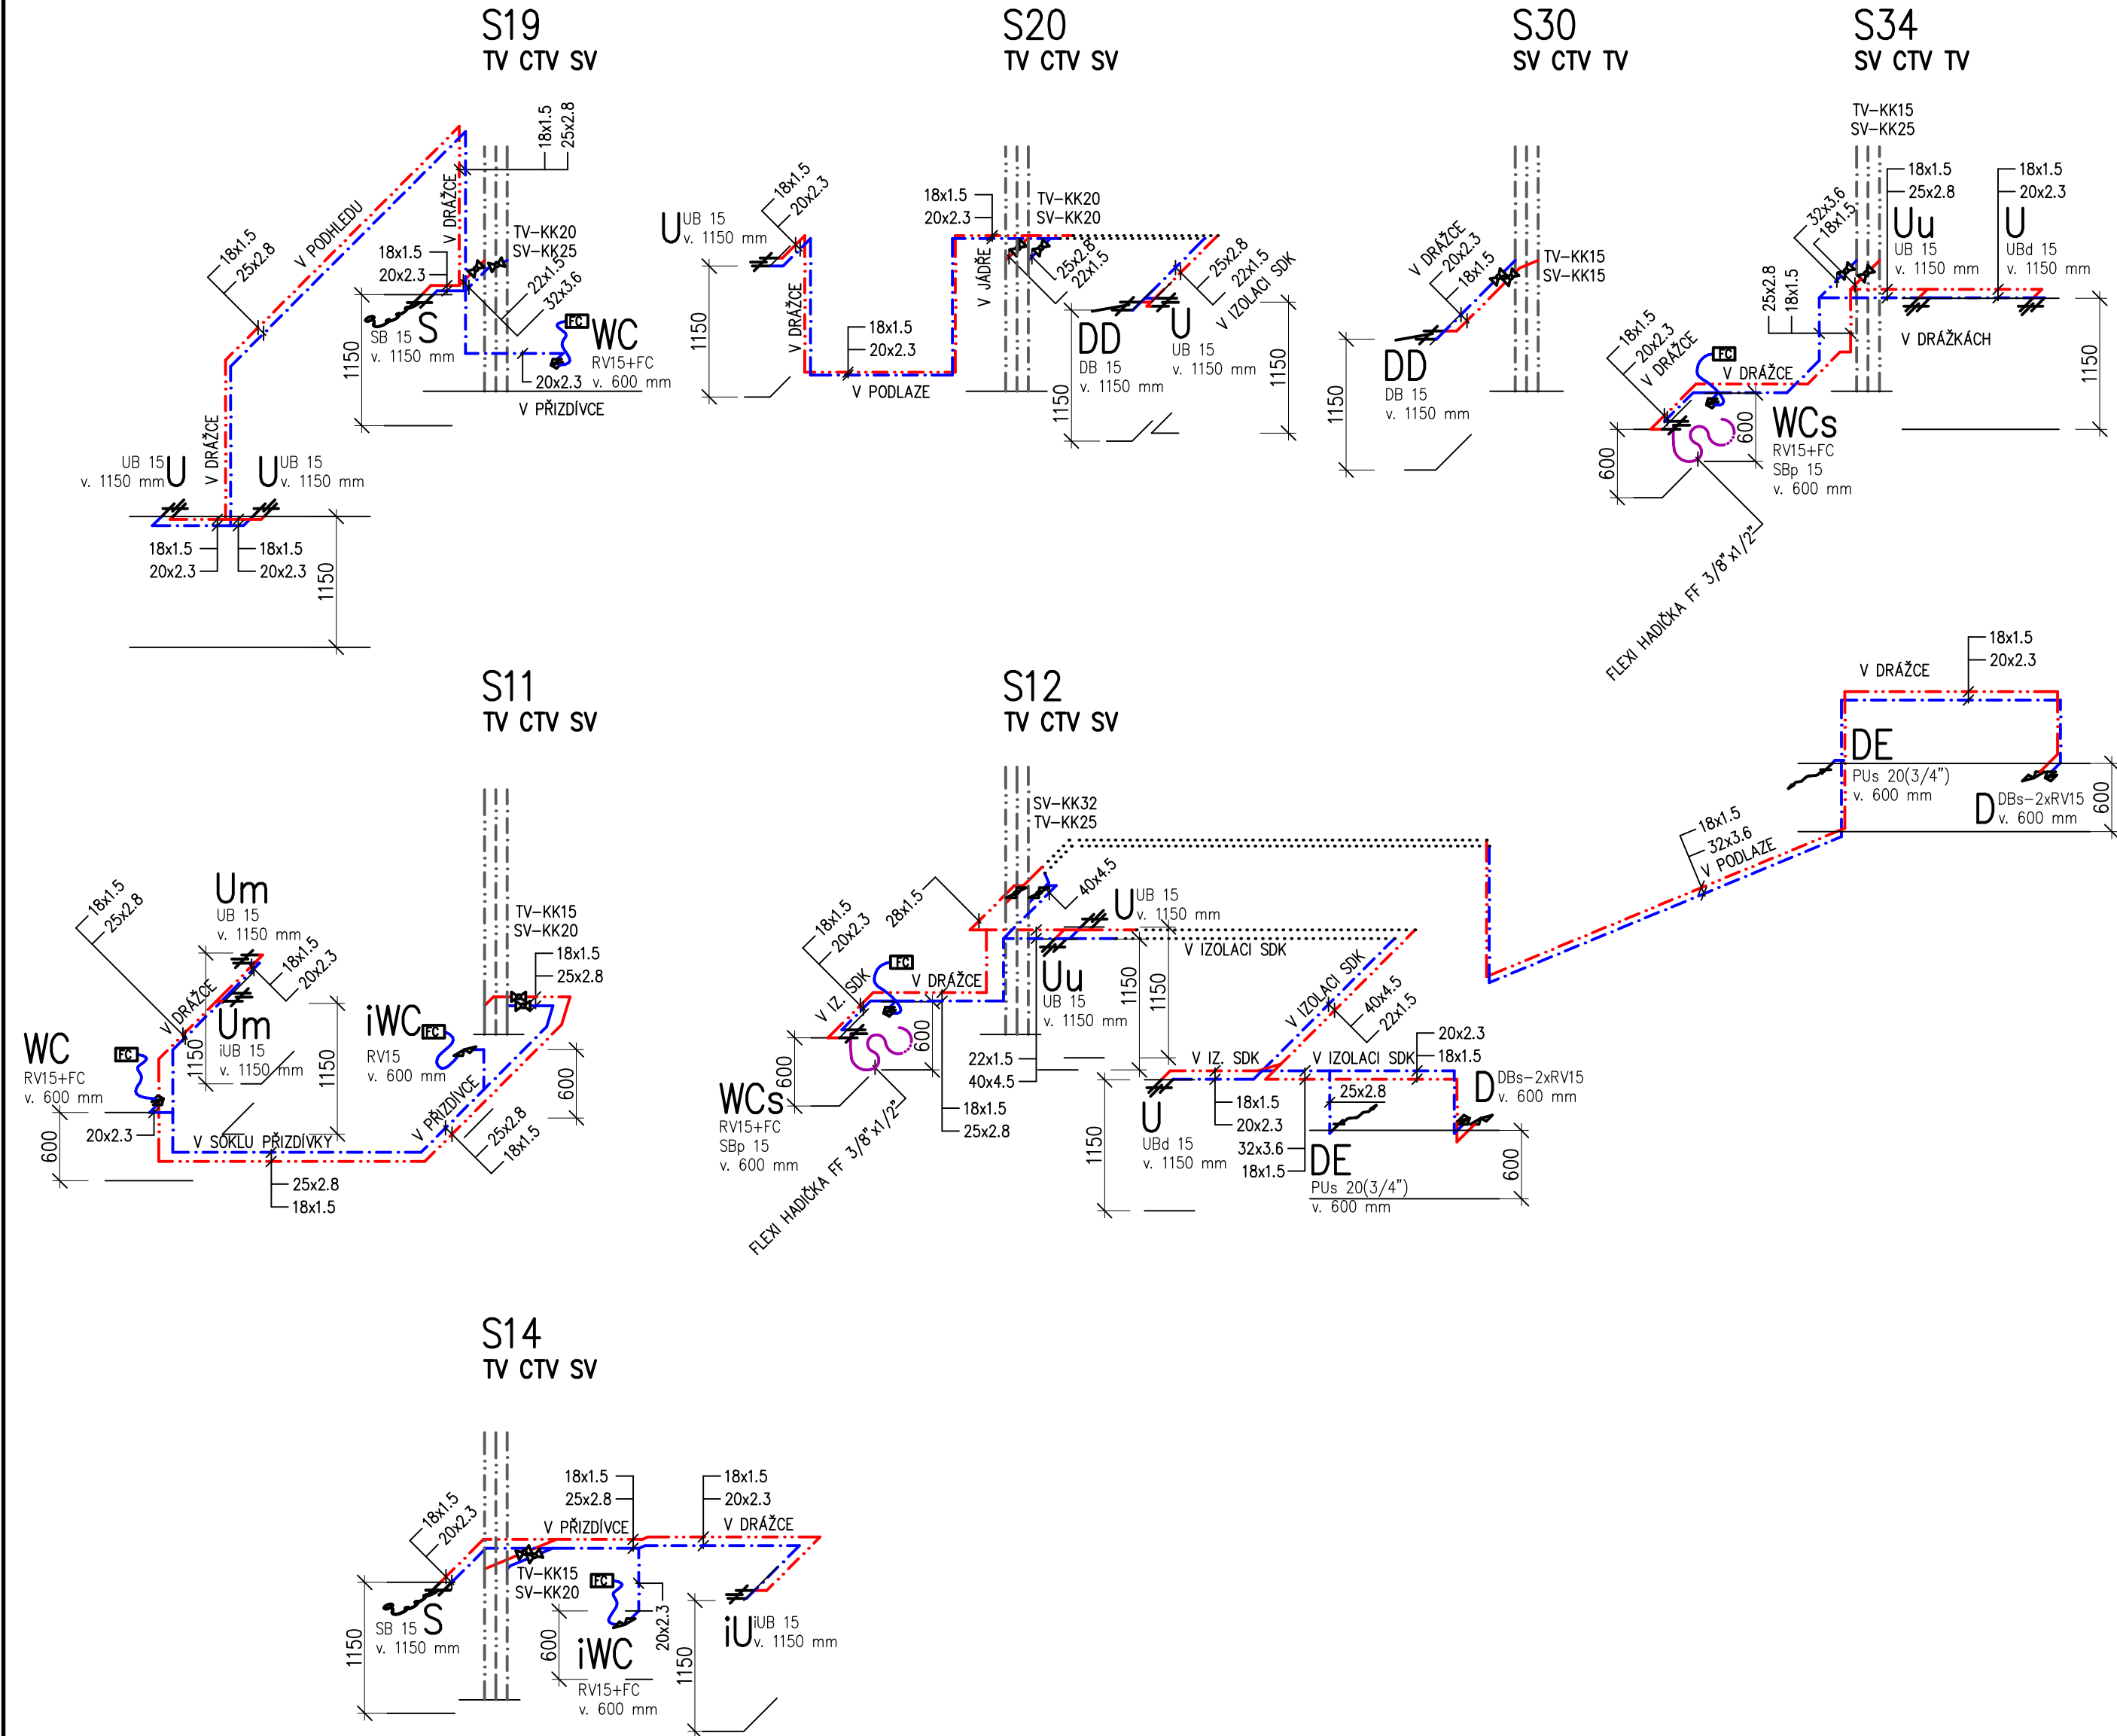 S19
TV CTV SV
18x1.5
25x2.8
V PODHLEDU
V DRÁŽCE
18x1.5
25x2.8
TV-KK20
SV-KK25
18x1.5
20x2.3
22x1.5
32x3.6
SB 15
S
v. 1150 mm
1150
FC
WC
RV15+FC
v. 600 mm
20x2.3
V PŘIZDÍVCE
V DRÁŽCE
UB 15
U
v. 1150 mm
U
UB 15
v. 1150 mm
18x1.5
20x2.3
18x1.5
20x2.3
1150
S20
TV CTV SV
U
UB 15
v. 1150 mm
18x1.5
20x2.3
1150
V DRÁŽCE
18x1.5
20x2.3
V PODLAZE
V JÁDŘE
18x1.5
20x2.3
TV-KK20
SV-KK20
25x2.8
22x1.5
25x2.8
22x1.5
V IZOLACI SDK
DD
DB 15
v. 1150 mm
U
UB 15
v. 1150 mm
1150
1150
S30
SV CTV TV
V DRÁŽCE
20x2.3
18x1.5
TV-KK15
SV-KK15
DD
DB 15
v. 1150 mm
1150
S34
SV CTV TV
TV-KK15
SV-KK25
18x1.5
25x2.8
18x1.5
20x2.3
32x3.6
18x1.5
Uu
UB 15
v. 1150 mm
U
UBd 15
v. 1150 mm
25x2.8
18x1.5
V DRÁŽKÁCH
1150
18x1.5
20x2.3
V DRÁŽCE
FC
V DRÁŽCE
WCs
RV15+FC
SBp 15
v. 600 mm
600
600
FLEXI HADIČKA FF 3/8"x1/2"
S11
TV CTV SV
18x1.5
25x2.8
Um
UB 15
v. 1150 mm
18x1.5
20x2.3
V DRÁŽCE
1150
Um
iUB 15
v. 1150 mm
1150
WC
RV15+FC
v. 600 mm
FC
20x2.3
600
V SOKLU PŘIZDÍVKY
25x2.8
18x1.5
TV-KK15
SV-KK20
18x1.5
25x2.8
iWC
FC
RV15
v. 600 mm
V PŘIZDÍVCE
25x2.8
18x1.5
600
S12
TV CTV SV
SV-KK32
TV-KK25
40x4.5
28x1.5
18x1.5
20x2.3
U
UB 15
v. 1150 mm
V IZOLACI SDK
V IZ. SDK
FC
V DRÁŽCE
Uu
UB 15
v. 1150 mm
1150
1150
600
600
22x1.5
40x4.5
WCs
RV15+FC
SBp 15
v. 600 mm
18x1.5
25x2.8
FLEXI HADIČKA FF 3/8"x1/2"
V IZOLACI SDK
40x4.5
22x1.5
V IZ. SDK
V IZOLACI SDK
20x2.3
18x1.5
25x2.8
U
UBd 15
v. 1150 mm
1150
18x1.5
20x2.3
32x3.6
18x1.5
DE
PUs 20(3/4")
v. 600 mm
D
DBs-2xRV15
v. 600 mm
600
18x1.5
32x3.6
V PODLAZE
V DRÁŽCE
18x1.5
20x2.3
DE
PUs 20(3/4")
v. 600 mm
D
DBs-2xRV15
v. 600 mm
600
S14
TV CTV SV
18x1.5
20x2.3
18x1.5
25x2.8
18x1.5
20x2.3
V PŘIZDÍVCE
V DRÁŽCE
TV-KK15
SV-KK20
SB 15
S
v. 1150 mm
1150
FC
20x2.3
600
iWC
RV15+FC
v. 600 mm
iU
iUB 15
v. 1150 mm
1150